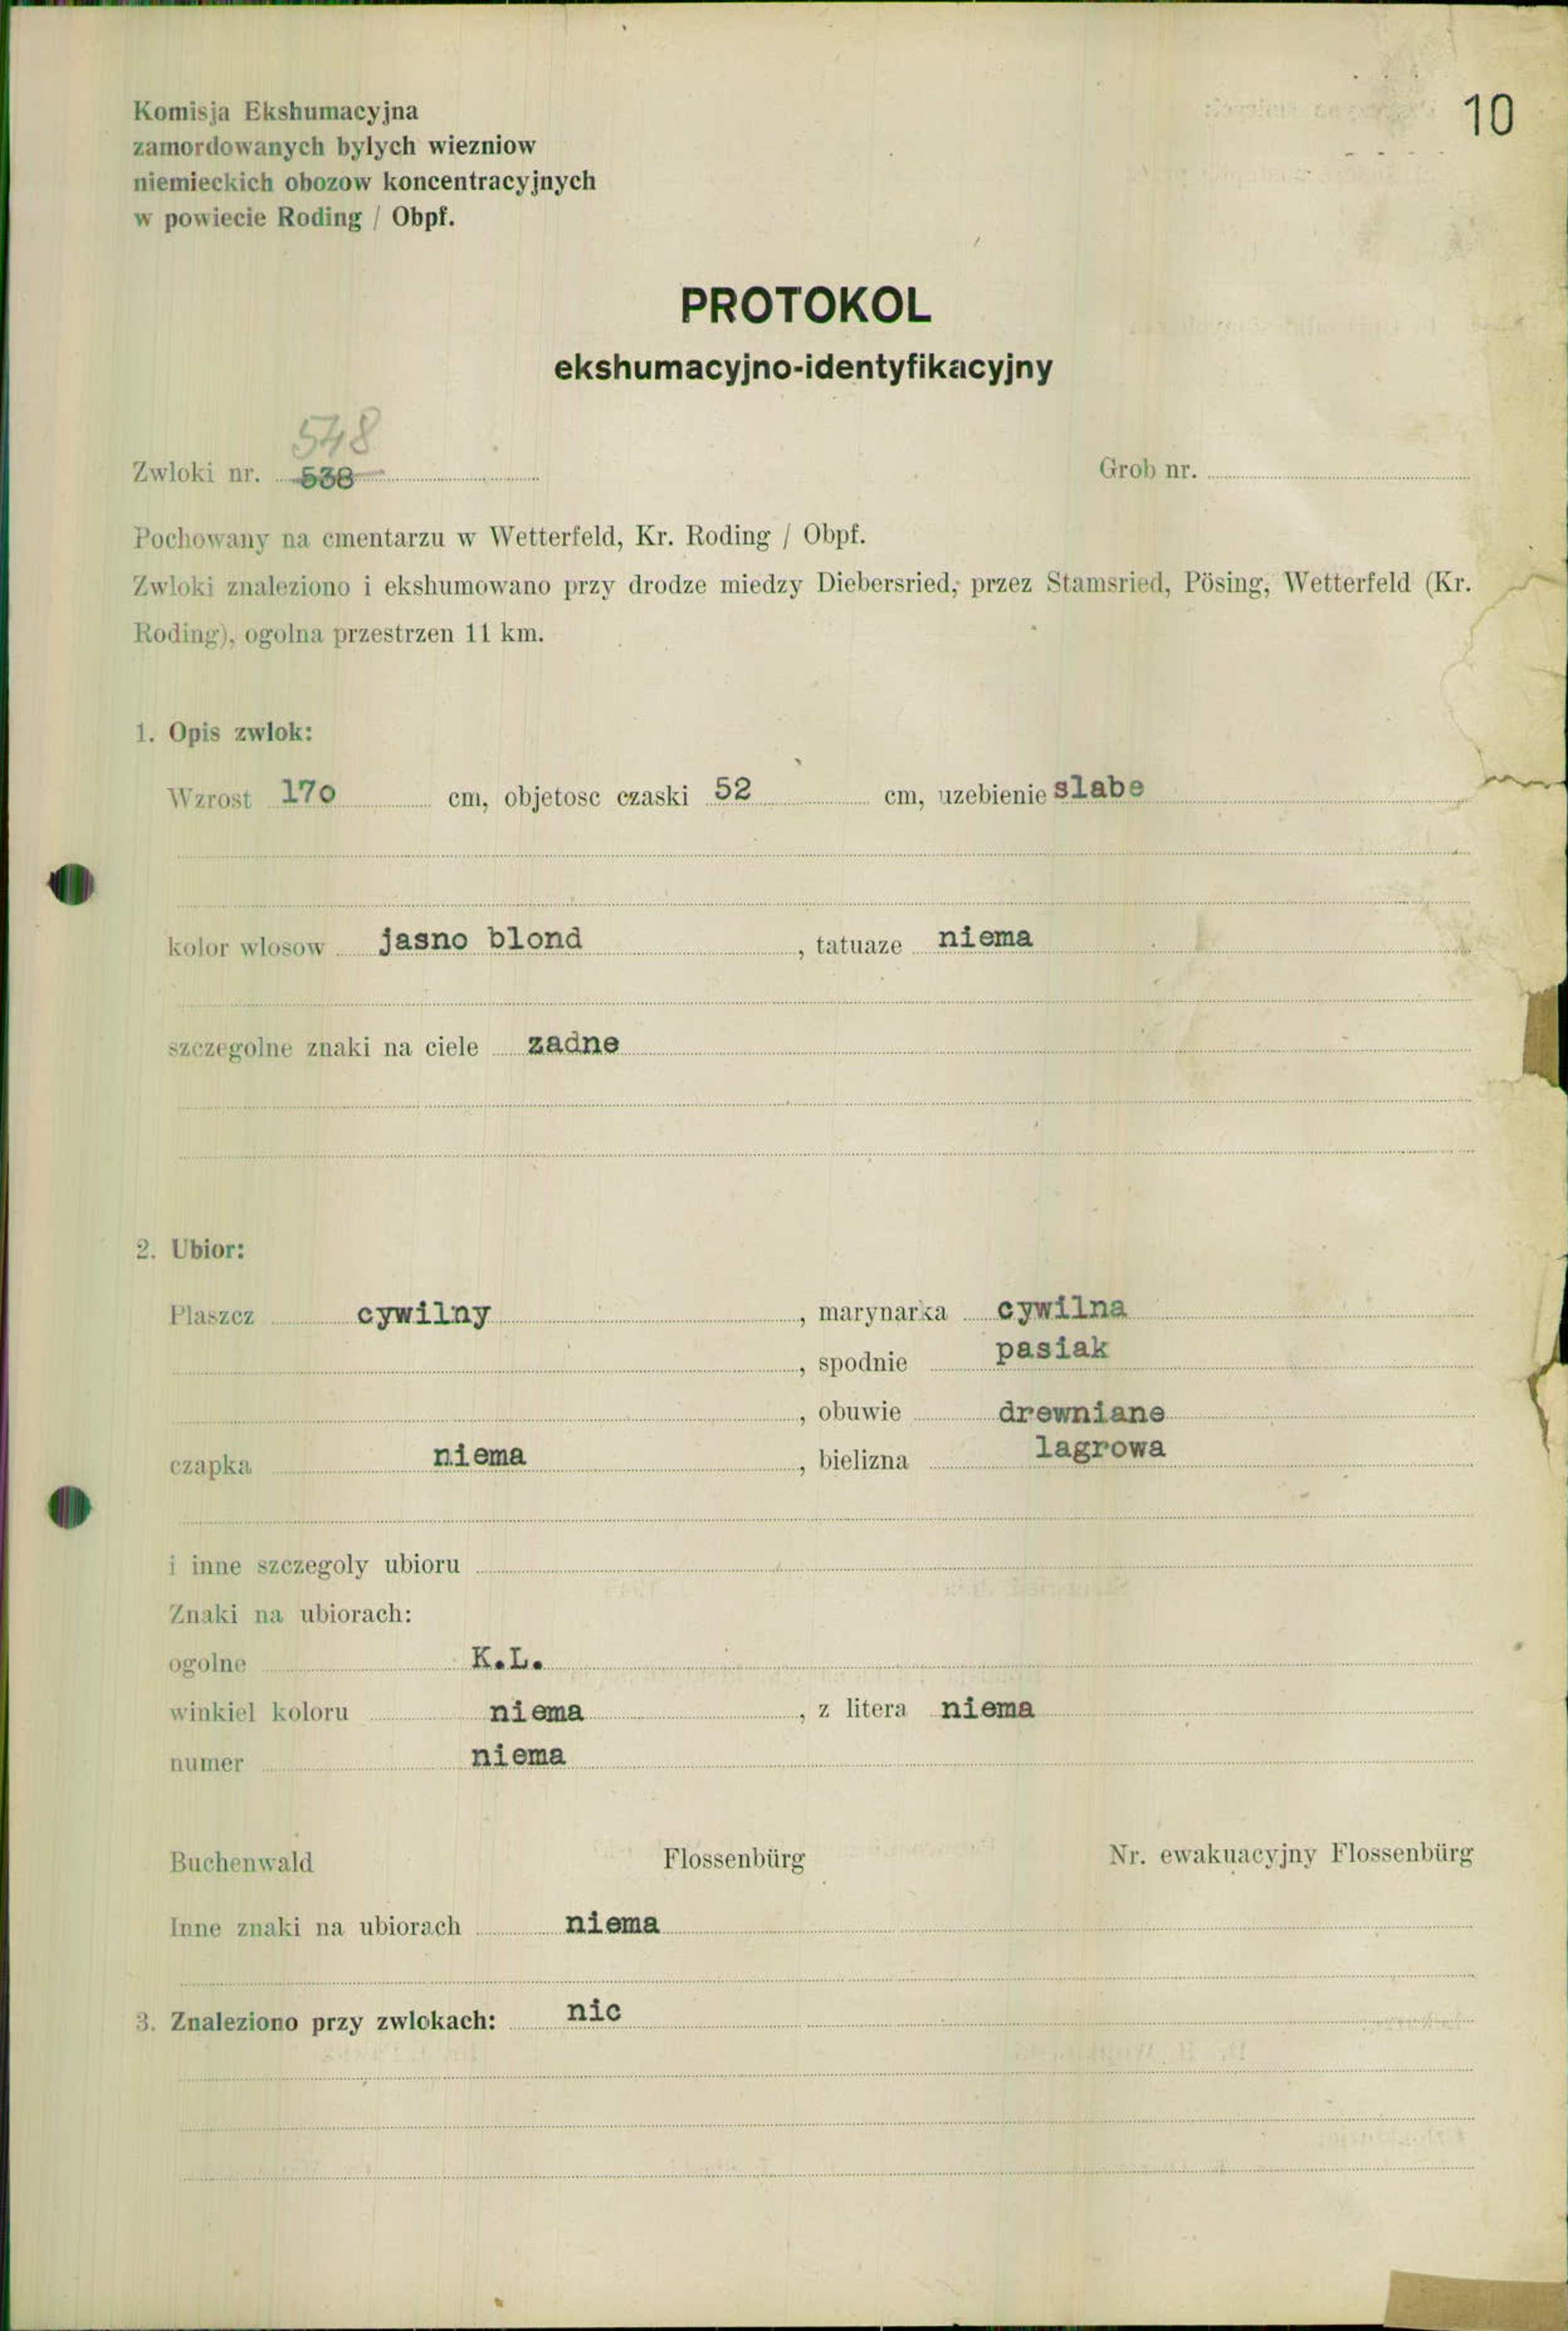 10
Komisja Ekshumacyjna
zamordowanych bylych wiezniow
niemieckich obozow koncentracyjnych
w powiecie Roding / Obpf.
PROTOKOL
ekshumacyjno-identyfikacyjny
548
Zwloki nr. 538 Grob nr.
Pochowany na cmentarzu w Wetterfeld, Kr. Roding / Obpf.
Zwloki znaleziono i ekshumowano przy drodze miedzy Diebersried, przez Stamsried, Pösing, Wetterfeld (Kr.
Roding), ogolna przestrzen 11 km.
1. Opis zwlok:
Wzrost 170 cm, objetosc czaski 52 cm, uzebienie slabe
kolor wlosow jasno blond, tatuaze niema
szczegolne znaki na ciele zadne
2. Ubior:
Plaszcz cywilny, marynarka cywilna
, spodnie pasiak
, obuwie drewniane
czapka niema, bielizna lagrowa
i inne szczegoly ubioru
Znaki na ubiorach:
ogolne K.L.
winkiel koloru niema, z litera niema
numer niema
Buchenwald Flossenbürg Nr. ewakuacyjny Flossenbürg
Inne znaki na ubiorach niema
3. Znaleziono przy zwlokach: nic